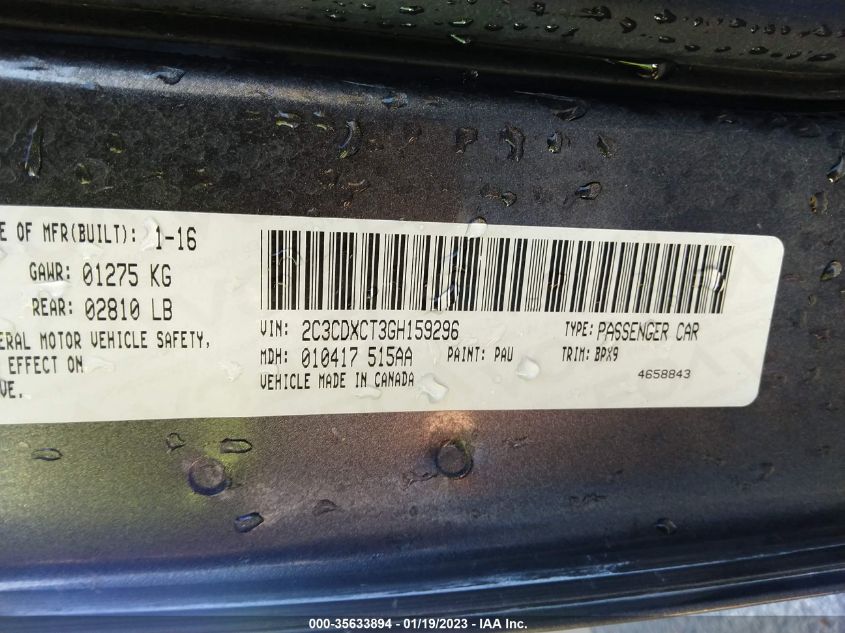 E OF MFR(BUILT): 1-16
GAWR: 01275 KG
REAR: 02810 LB
ERAL MOTOR VEHICLE SAFETY,
EFFECT ON
VE.
VIN: 2C3CDXCT3GH159296 TYPE: PASSENGER CAR
MDH: 010417 515AA PAINT: PAU TRIM: BPX9
VEHICLE MADE IN CANADA 4658843
000-35633894 — 01/19/2023 — IAA Inc.